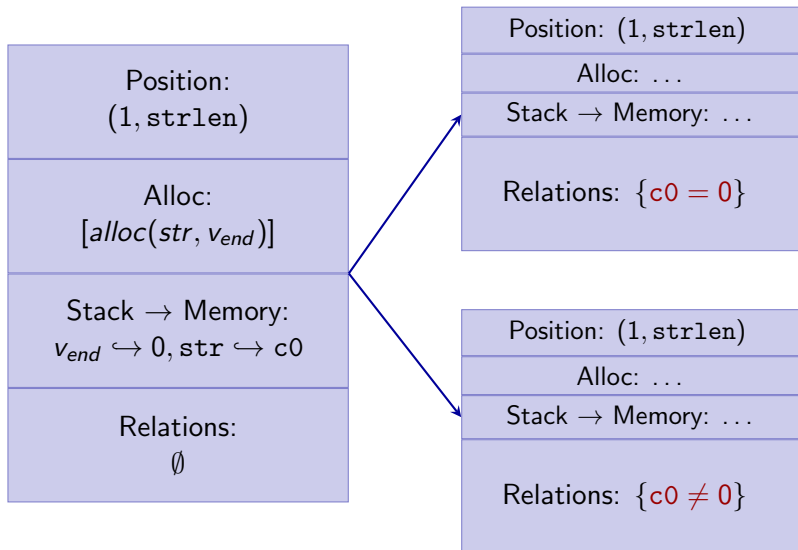 Position:
(1, strlen)
Alloc:
[alloc(str, v_end)]
Stack → Memory:
v_end ↪ 0, str ↪ c0
Relations:
∅
Position: (1, strlen)
Alloc: ...
Stack → Memory: ...
Relations: {c0 = 0}
Position: (1, strlen)
Alloc: ...
Stack → Memory: ...
Relations: {c0 ≠ 0}